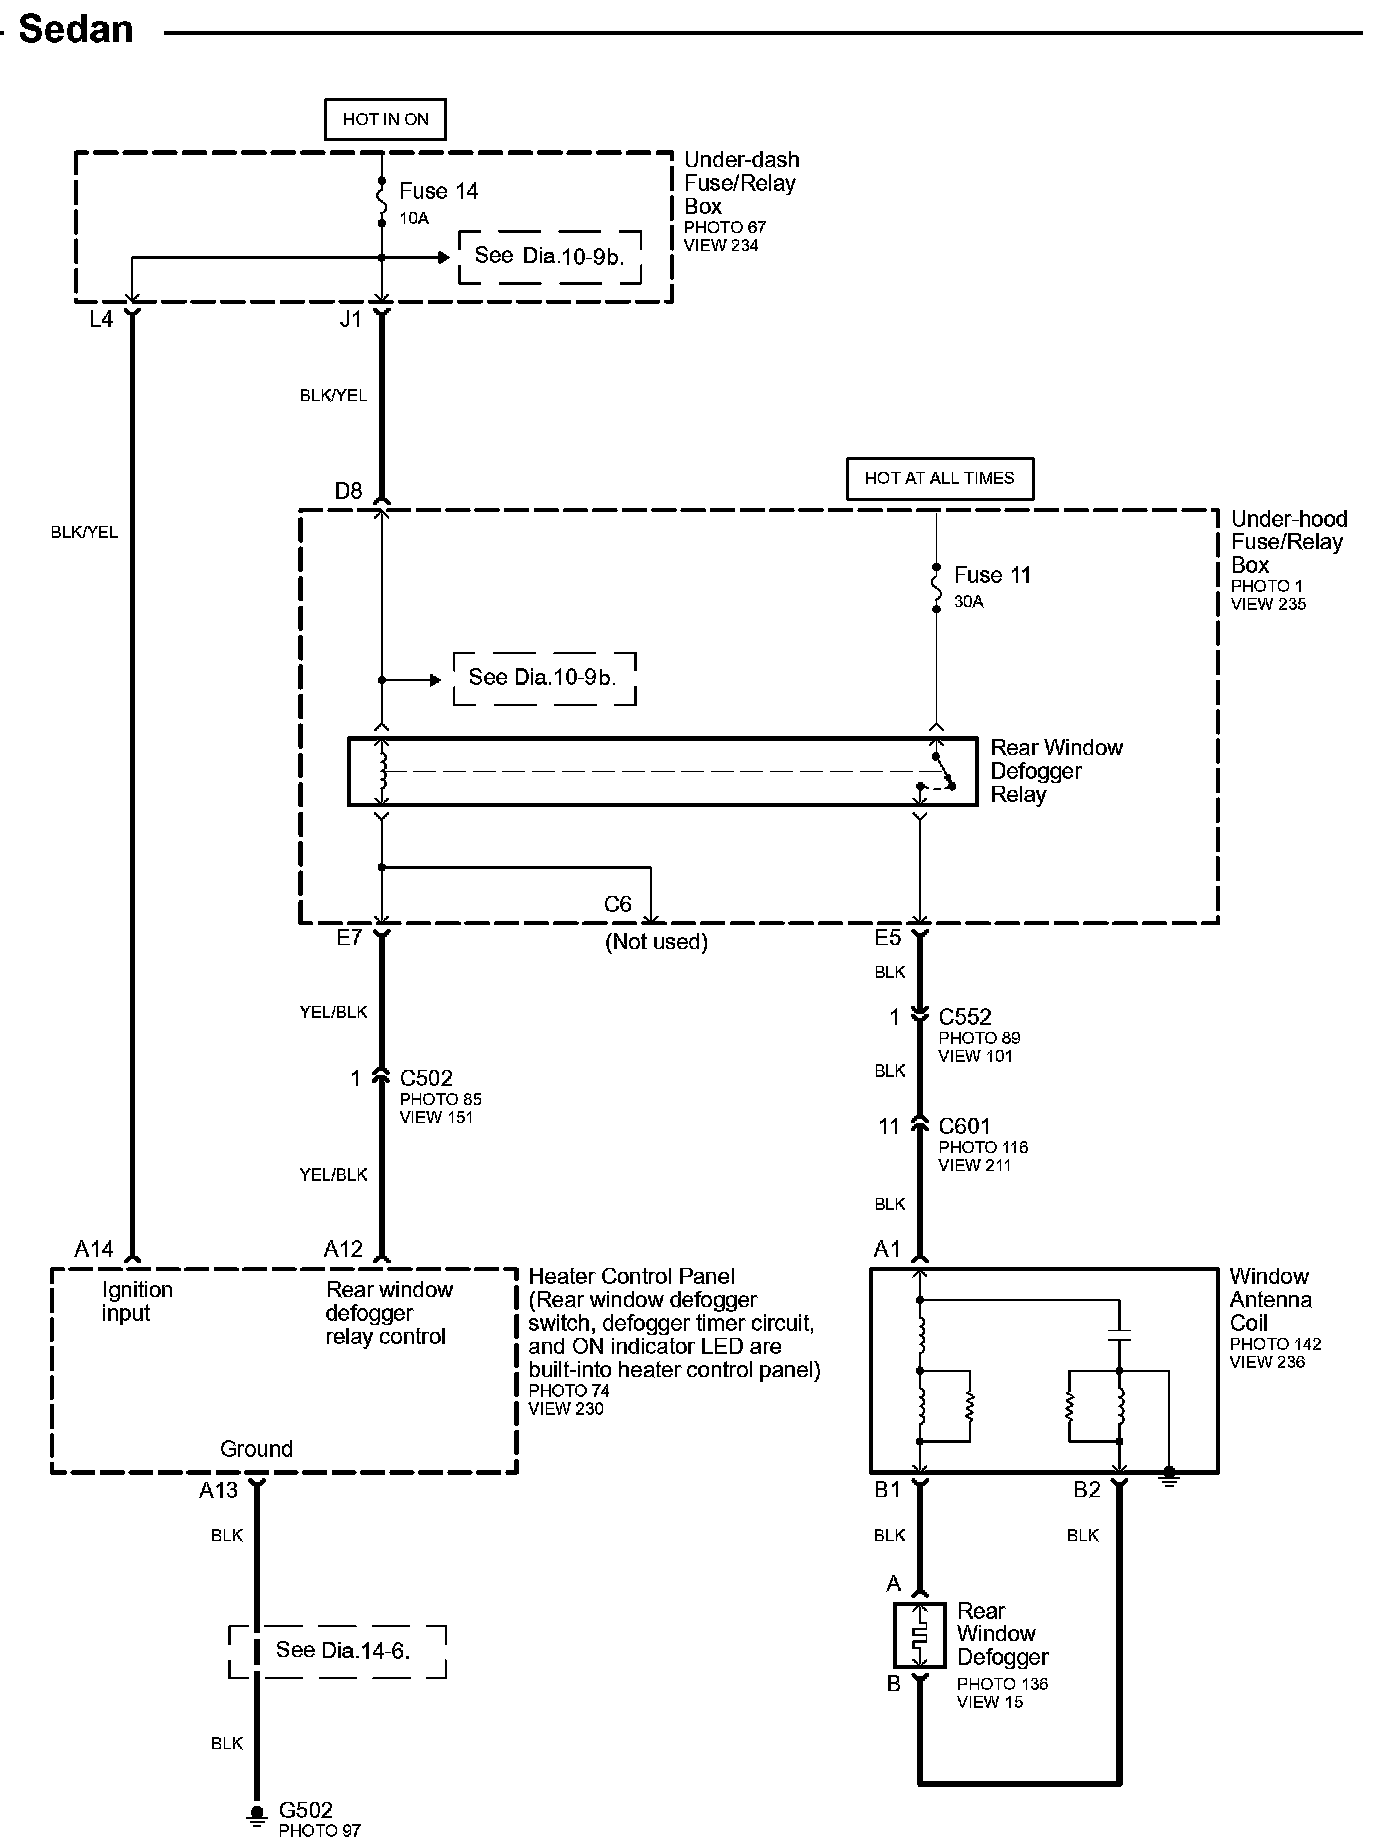 Sedan
HOT IN ON
Under-dash
Fuse/Relay
Box
PHOTO 67
VIEW 234
Fuse 14
10A
See Dia.10-9b.
L4
J1
BLK/YEL
HOT AT ALL TIMES
D8
BLK/YEL
Under-hood
Fuse/Relay
Box
PHOTO 1
VIEW 235
Fuse 11
30A
See Dia.10-9b.
Rear Window
Defogger
Relay
C6
(Not used)
E7
E5
BLK
YEL/BLK
1
C552
PHOTO 89
VIEW 101
BLK
1
C502
PHOTO 85
VIEW 151
11
C601
PHOTO 116
VIEW 211
YEL/BLK
BLK
A14
A12
A1
Ignition
input
Rear window
defogger
relay control
Heater Control Panel
(Rear window defogger
switch, defogger timer circuit,
and ON indicator LED are
built-into heater control panel)
PHOTO 74
VIEW 230
Window
Antenna
Coil
PHOTO 142
VIEW 236
Ground
A13
B1
B2
BLK
BLK
BLK
A
Rear
Window
Defogger
PHOTO 136
VIEW 15
B
See Dia.14-6.
BLK
G502
PHOTO 97